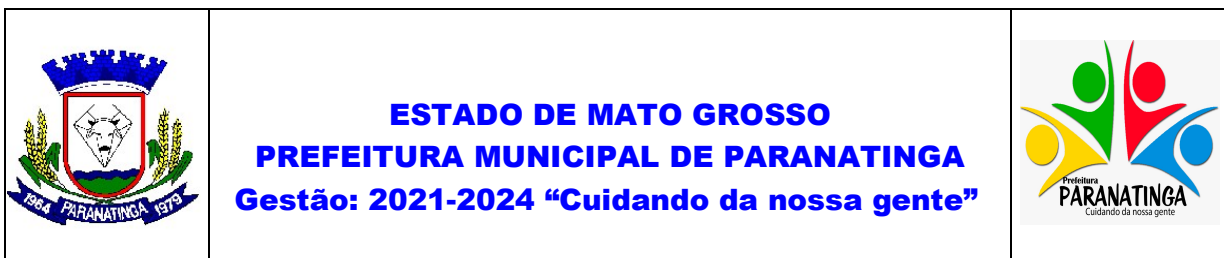 1964 PARANATINGA 1979
ESTADO DE MATO GROSSO
PREFEITURA MUNICIPAL DE PARANATINGA
Gestão: 2021-2024 “Cuidando da nossa gente”
Prefeitura
PARANATINGA
Cuidando da nossa gente